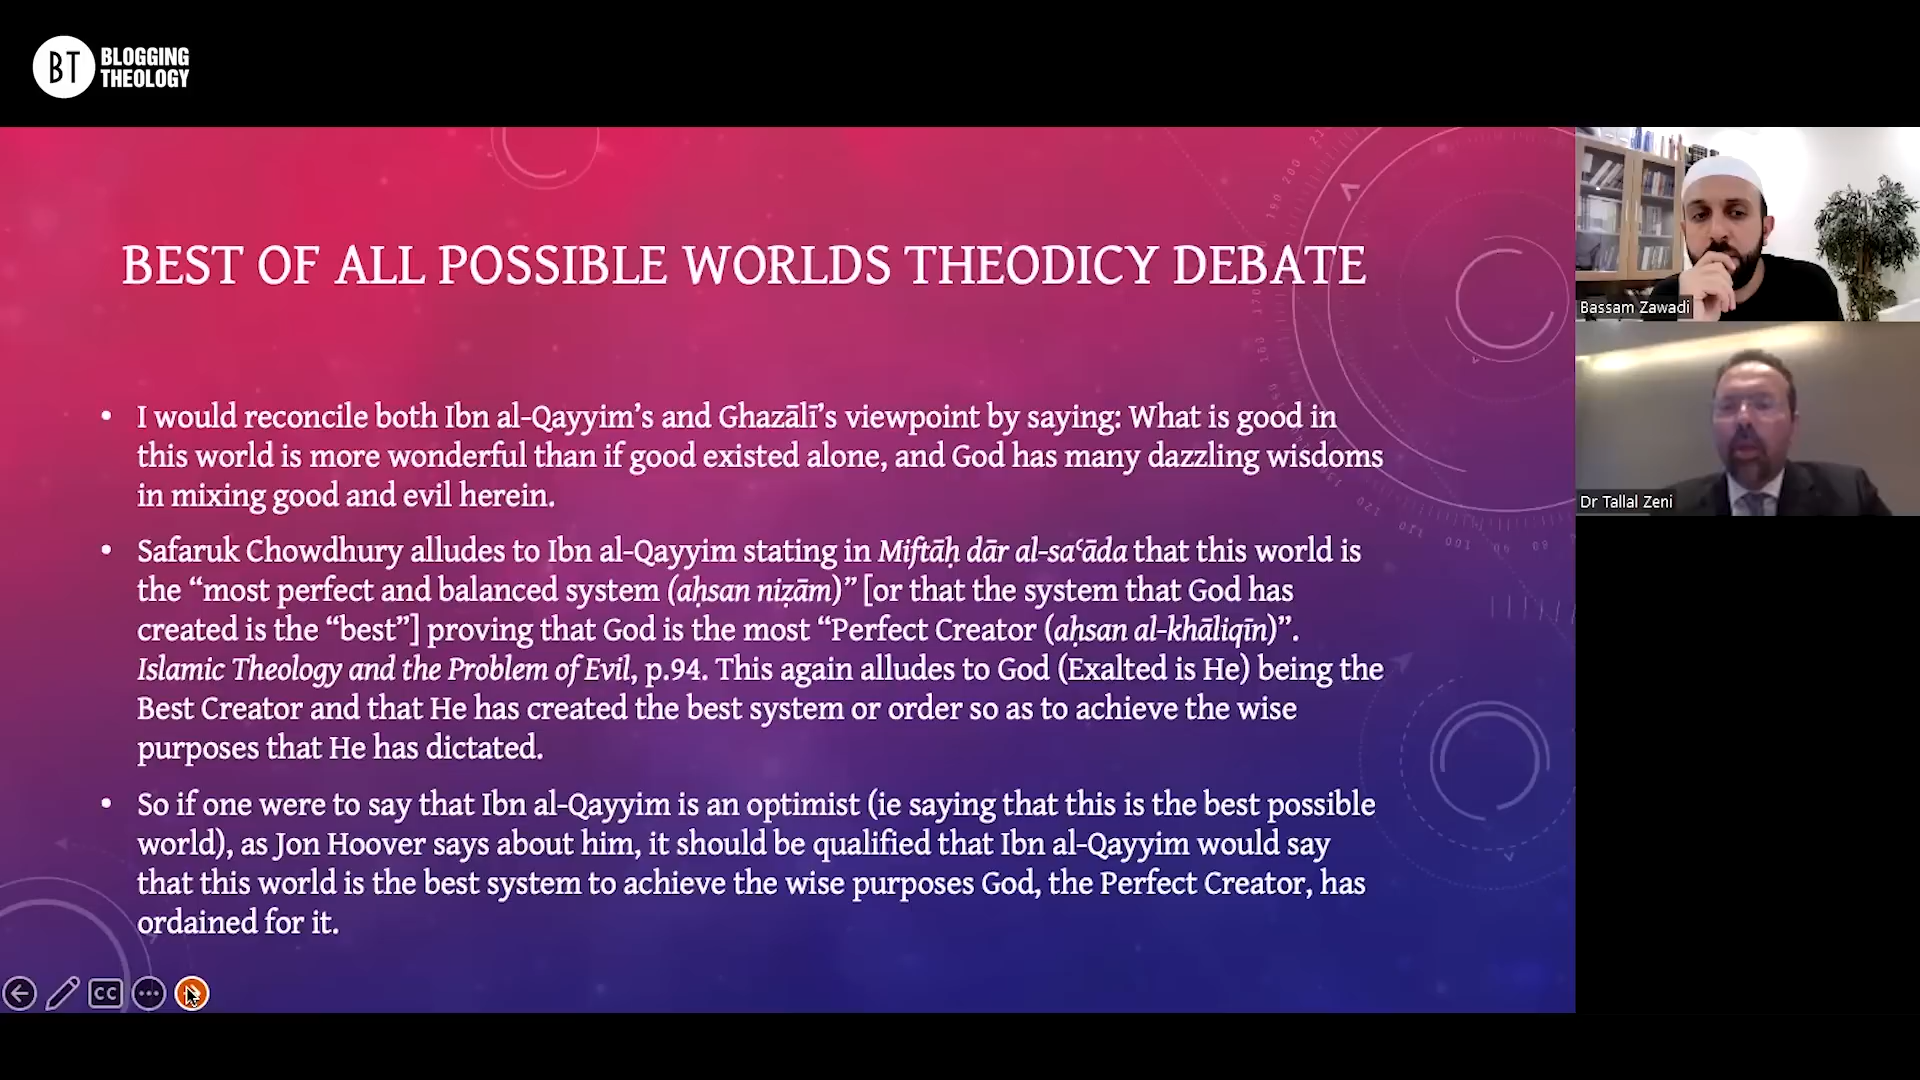 BT BLOGGING
THEOLOGY
BEST OF ALL POSSIBLE WORLDS THEODICY DEBATE
• I would reconcile both Ibn al-Qayyim’s and Ghazālī’s viewpoint by saying: What is good in
this world is more wonderful than if good existed alone, and God has many dazzling wisdoms
in mixing good and evil herein.
• Safaruk Chowdhury alludes to Ibn al-Qayyim stating in Miftāḥ dār al-saʿāda that this world is
the “most perfect and balanced system (aḥsan niẓām)” [or that the system that God has
created is the “best”] proving that God is the most “Perfect Creator (aḥsan al-khāliqīn)”.
Islamic Theology and the Problem of Evil, p.94. This again alludes to God (Exalted is He) being the
Best Creator and that He has created the best system or order so as to achieve the wise
purposes that He has dictated.
• So if one were to say that Ibn al-Qayyim is an optimist (ie saying that this is the best possible
world), as Jon Hoover says about him, it should be qualified that Ibn al-Qayyim would say
that this world is the best system to achieve the wise purposes God, the Perfect Creator, has
ordained for it.
Bassam Zawadi
Dr Tallal Zeni
CC